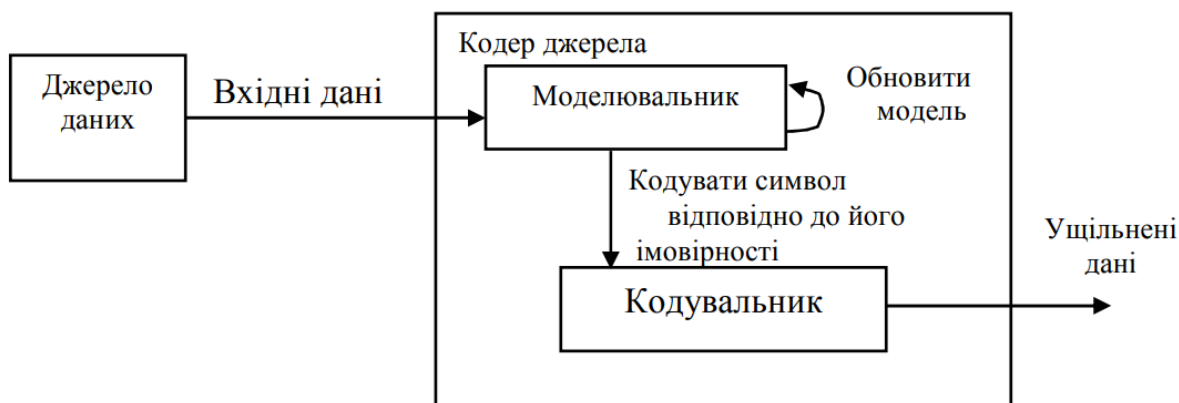 Кодер джерела
Джерело
даних
Вхідні дані
Моделювальник
Обновити
модель
Кодувати символ
відповідно до його
імовірності
Кодувальник
Ущільнені
дані